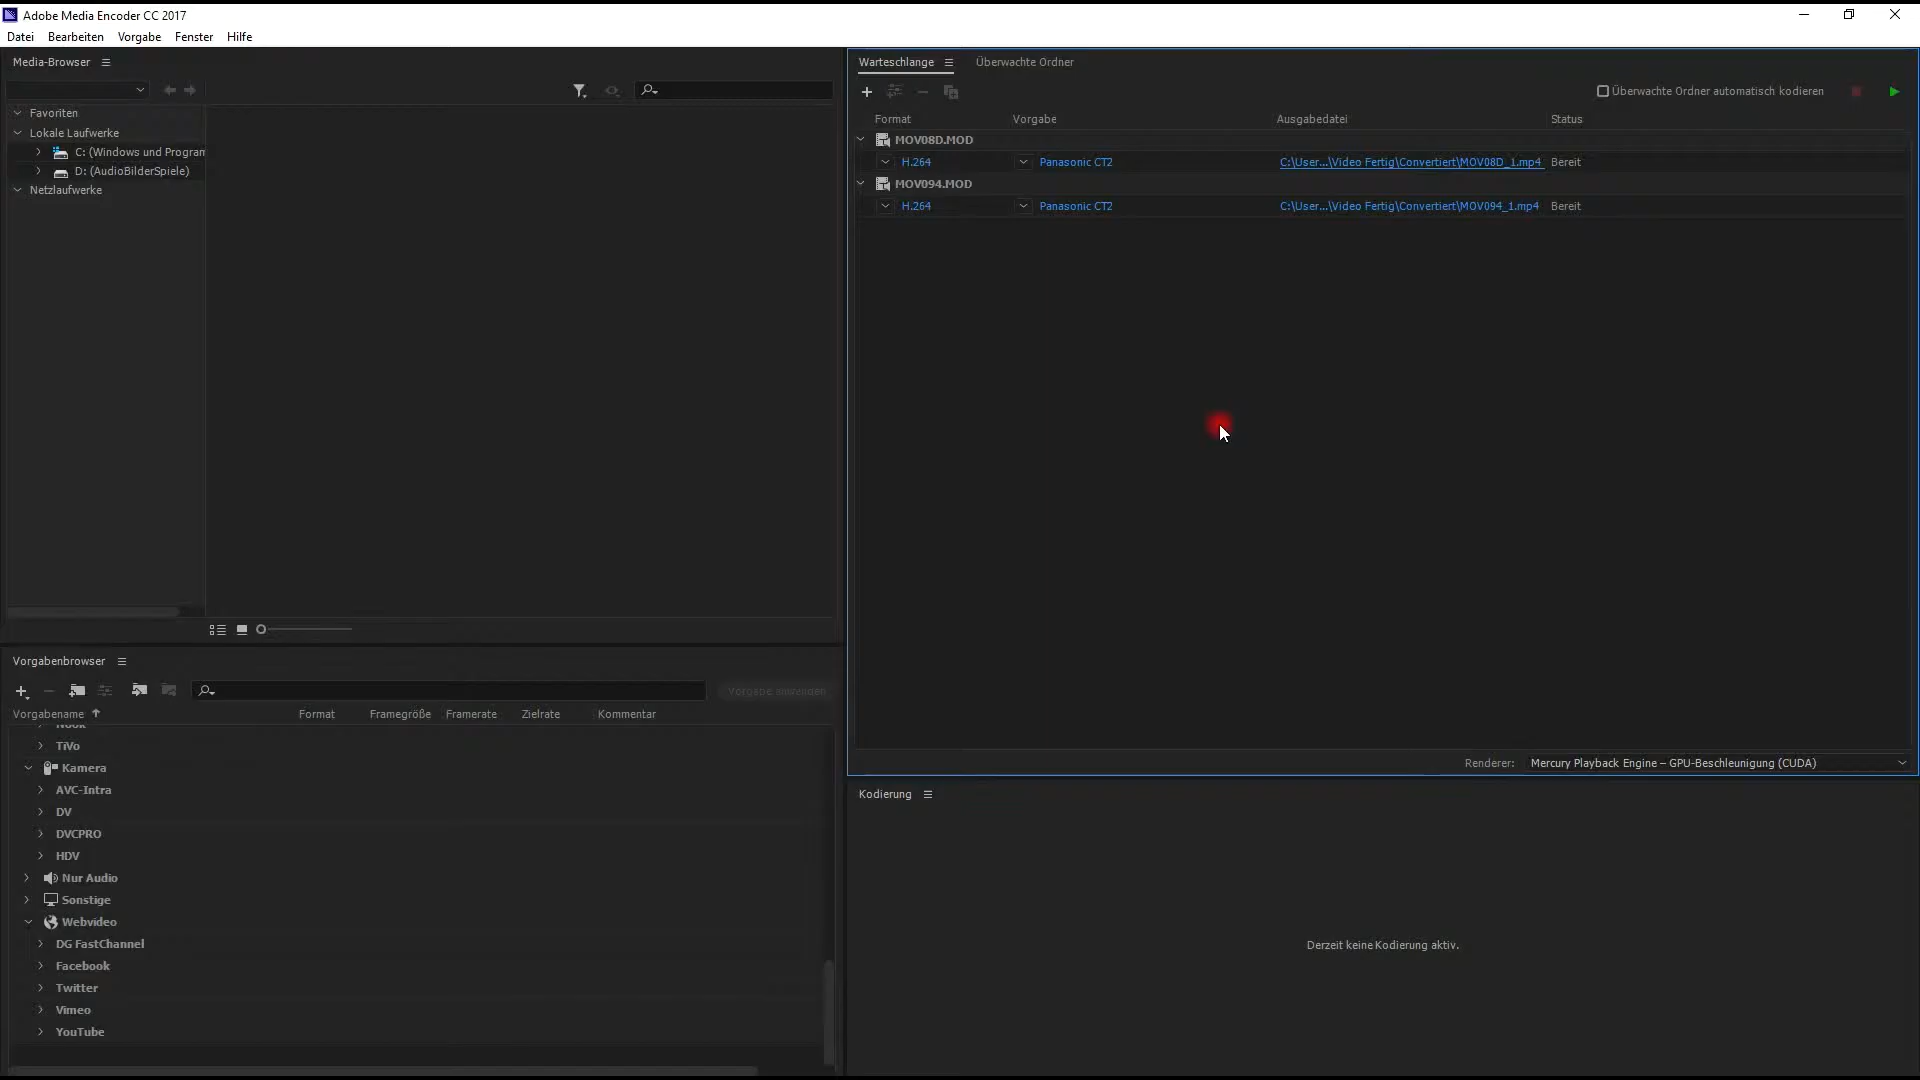 Adobe Media Encoder CC 2017
Datei Bearbeiten Vorgabe Fenster Hilfe
Media-Browser
Favoriten
Lokale Laufwerke
C: (Windows und Program
D: (AudioBilderSpiele)
Netzlaufwerke
Vorgabenbrowser
Vorgabe anwenden
Vorgabename Format Framegröße Framerate Zielrate Kommentar
Nook
TiVo
Kamera
AVC-Intra
DV
DVCPRO
HDV
Nur Audio
Sonstige
Webvideo
DG FastChannel
Facebook
Twitter
Vimeo
YouTube
Warteschlange Überwachte Ordner
Überwachte Ordner automatisch kodieren
Format Vorgabe Ausgabedatei Status
MOV08D.MOD
H.264 Panasonic CT2 C:\User...\Video Fertig\Convertiert\MOV08D_1.mp4 Bereit
MOV094.MOD
H.264 Panasonic CT2 C:\User...\Video Fertig\Convertiert\MOV094_1.mp4 Bereit
Renderer: Mercury Playback Engine – GPU-Beschleunigung (CUDA)
Kodierung
Derzeit keine Kodierung aktiv.